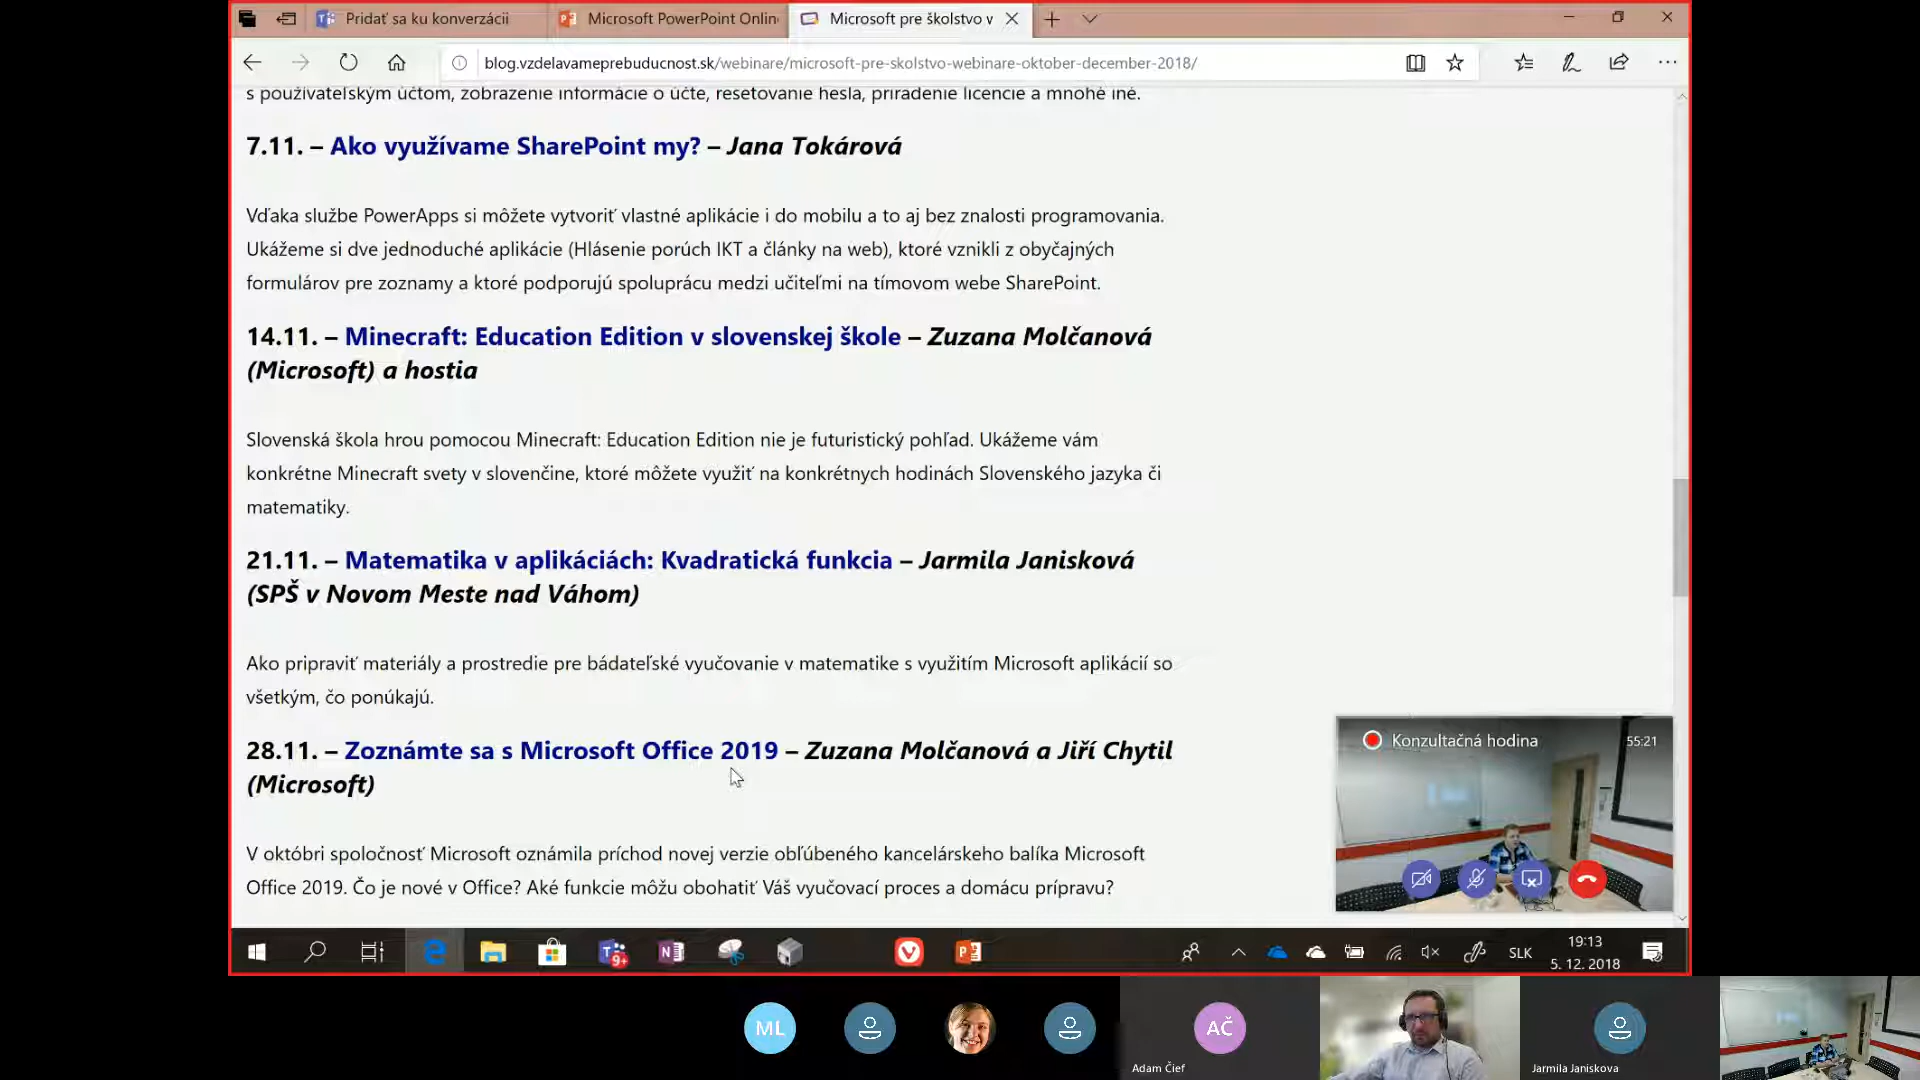 Pridať sa ku konverzácii
Microsoft PowerPoint Onlin
Microsoft pre školstvo v
blog.vzdelavameprebuducnost.sk/webinare/microsoft-pre-skolstvo-webinare-oktober-december-2018/
s používateľským účtom, zobrazenie informácie o účte, resetovanie hesla, priradenie licencie a mnohé iné.
7.11. – Ako využívame SharePoint my? – Jana Tokárová
Vďaka službe PowerApps si môžete vytvoriť vlastné aplikácie i do mobilu a to aj bez znalosti programovania.
Ukážeme si dve jednoduché aplikácie (Hlásenie porúch IKT a články na web), ktoré vznikli z obyčajných
formulárov pre zoznamy a ktoré podporujú spoluprácu medzi učiteľmi na tímovom webe SharePoint.
14.11. – Minecraft: Education Edition v slovenskej škole – Zuzana Molčanová
(Microsoft) a hostia
Slovenská škola hrou pomocou Minecraft: Education Edition nie je futuristický pohľad. Ukážeme vám
konkrétne Minecraft svety v slovenčine, ktoré môžete využiť na konkrétnych hodinách Slovenského jazyka či
matematiky.
21.11. – Matematika v aplikáciách: Kvadratická funkcia – Jarmila Janisková
(SPŠ v Novom Meste nad Váhom)
Ako pripraviť materiály a prostredie pre bádateľské vyučovanie v matematike s využitím Microsoft aplikácií so
všetkým, čo ponúkajú.
28.11. – Zoznámte sa s Microsoft Office 2019 – Zuzana Molčanová a Jiří Chytil
(Microsoft)
V októbri spoločnosť Microsoft oznámila príchod novej verzie obľúbeného kancelárskeho balíka Microsoft
Office 2019. Čo je nové v Office? Aké funkcie môžu obohatiť Váš vyučovací proces a domácu prípravu?
Konzultačná hodina
55:21
9+
SLK
19:13
5. 12. 2018
ML
AČ
Adam Čief
Jarmila Janiskova